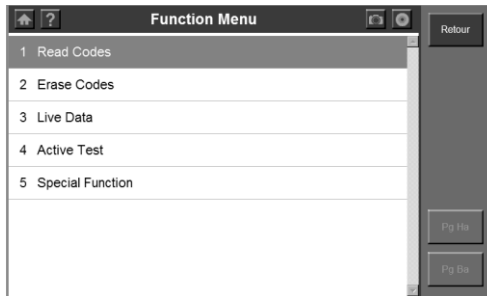 ?
Function Menu
Retour
1 Read Codes
2 Erase Codes
3 Live Data
4 Active Test
5 Special Function
Pg Ha
Pg Ba